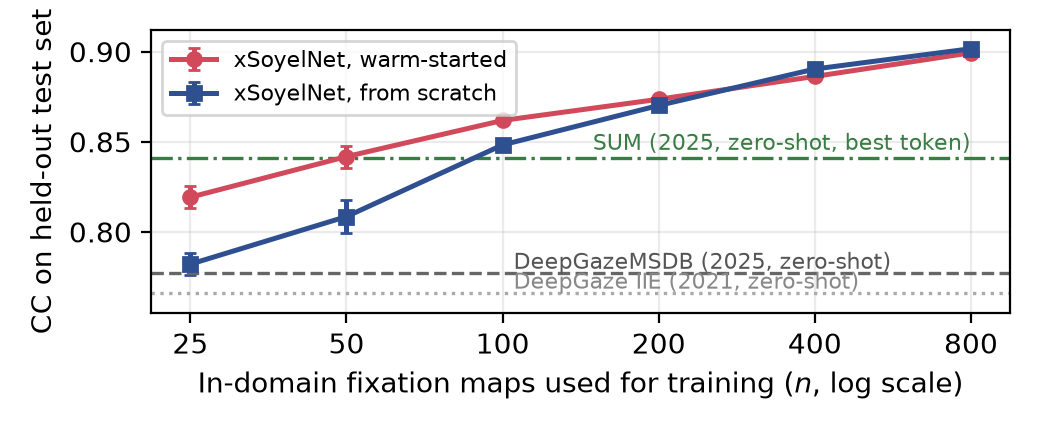 CC on held-out test set
0.90
0.85
0.80
xSoyelNet, warm-started
xSoyelNet, from scratch
SUM (2025, zero-shot, best token)
DeepGazeMSDB (2025, zero-shot)
DeepGaze IIE (2021, zero-shot)
25 50 100 200 400 800
In-domain fixation maps used for training (n, log scale)